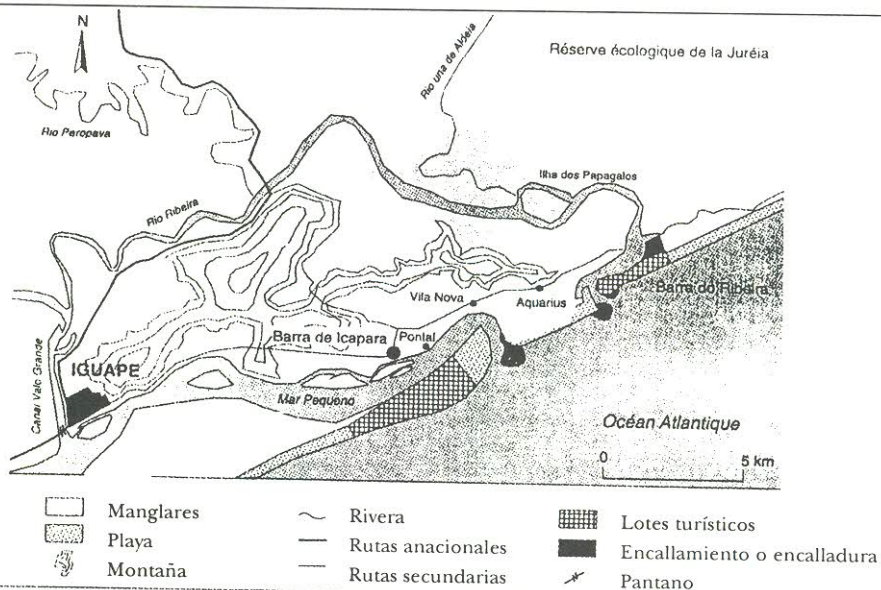 N
Réserve écologique de la Juréia
Rio una de Aldeia
Rio Peropava
Ilha dos Papagalos
Rio Ribeira
Vila Nova
Aquarius
Barra do Ribeira
Barra de Icapara
Pontal
IGUAPE
Canal Valo Grande
Mar Pequeno
Océan Atlantique
0 5 km
Manglares
Playa
Montaña
Rivera
Rutas anacionales
Rutas secundarias
Lotes turísticos
Encallamiento o encalladura
Pantano